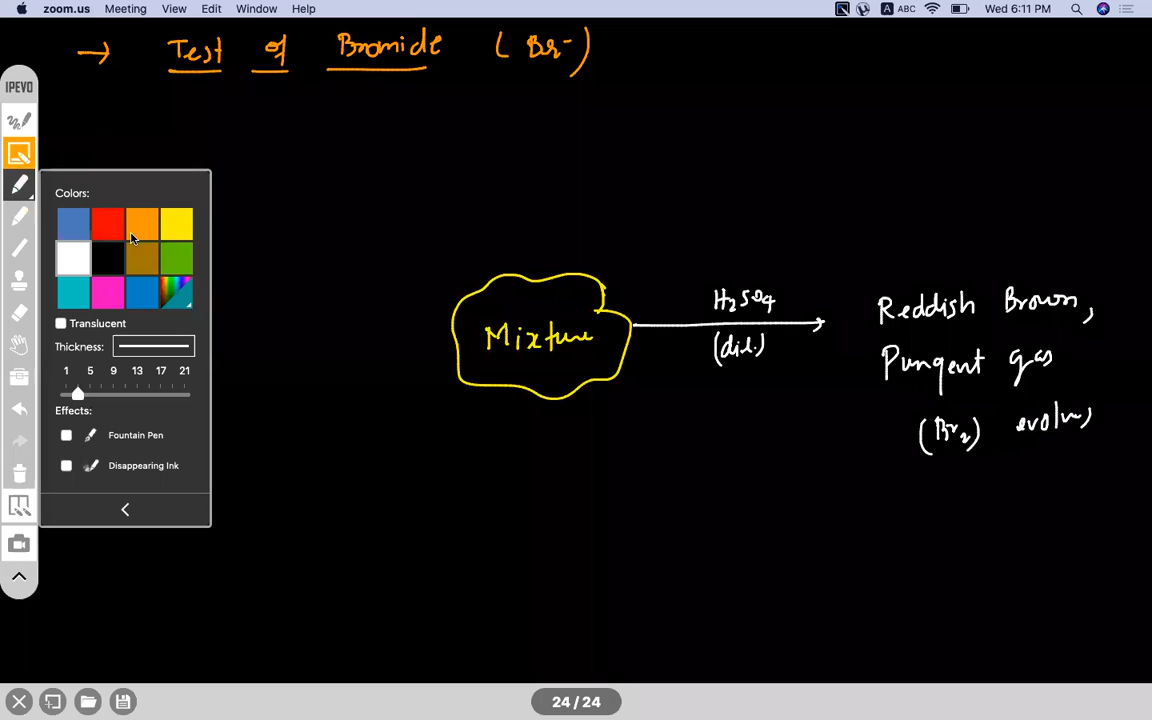 zoom.us Meeting View Edit Window Help A ABC Wed 6:11 PM
→ Test of Bromide (Br⁻)
IPEVO
Colors:
Translucent
Thickness:
1 5 9 13 17 21
Effects:
Fountain Pen
Disappearing Ink
Mixture
H₂SO₄
(dil.)
Reddish Brown,
Pungent gas
(Br₂) evolves
24 / 24